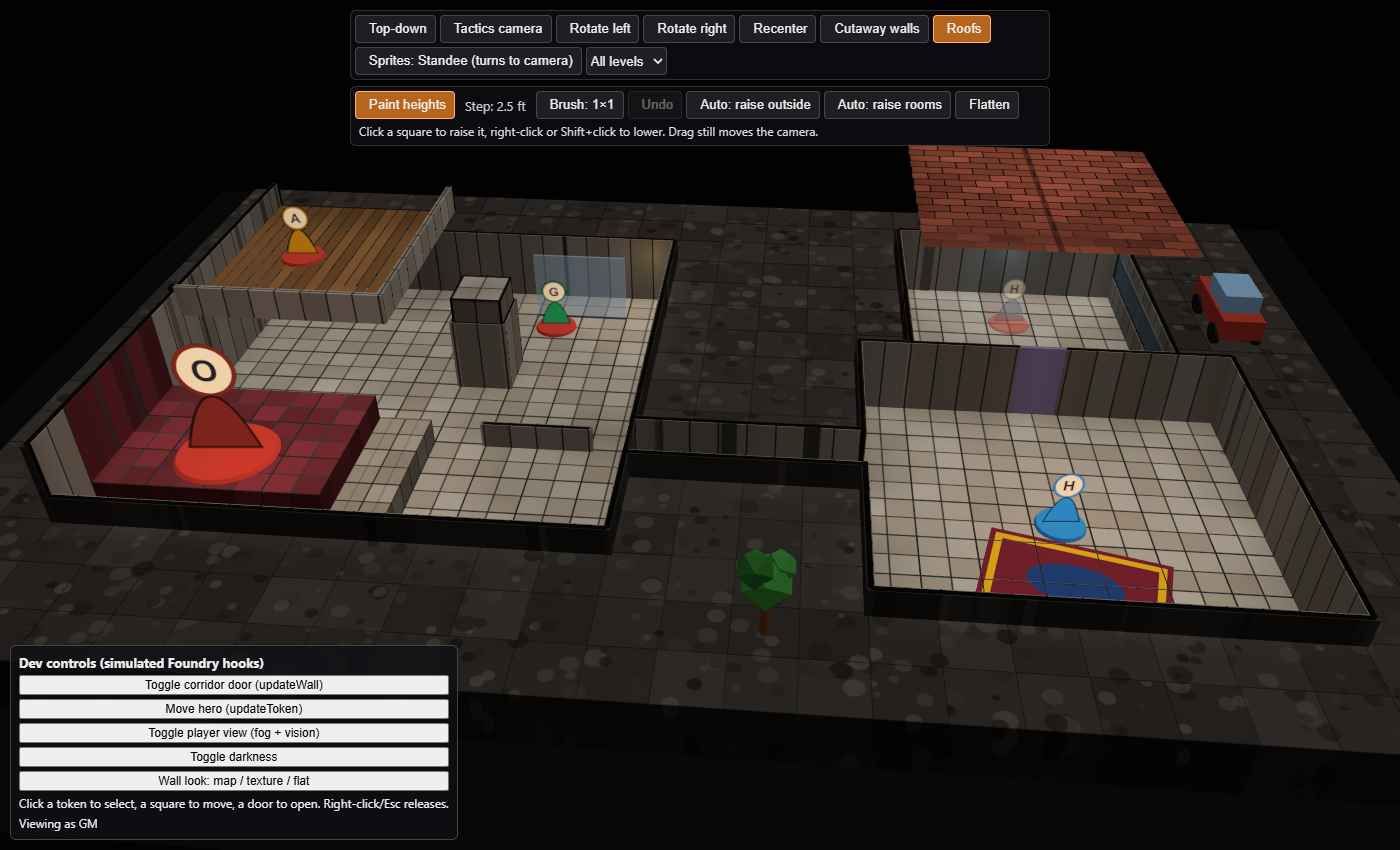 Top-down Tactics camera Rotate left Rotate right Recenter Cutaway walls Roofs
Sprites: Standee (turns to camera) All levels
Paint heights Step: 2.5 ft Brush: 1×1 Undo Auto: raise outside Auto: raise rooms Flatten
Click a square to raise it, right-click or Shift+click to lower. Drag still moves the camera.
A
G
H
O
H
Dev controls (simulated Foundry hooks)
Toggle corridor door (updateWall)
Move hero (updateToken)
Toggle player view (fog + vision)
Toggle darkness
Wall look: map / texture / flat
Click a token to select, a square to move, a door to open. Right-click/Esc releases.
Viewing as GM